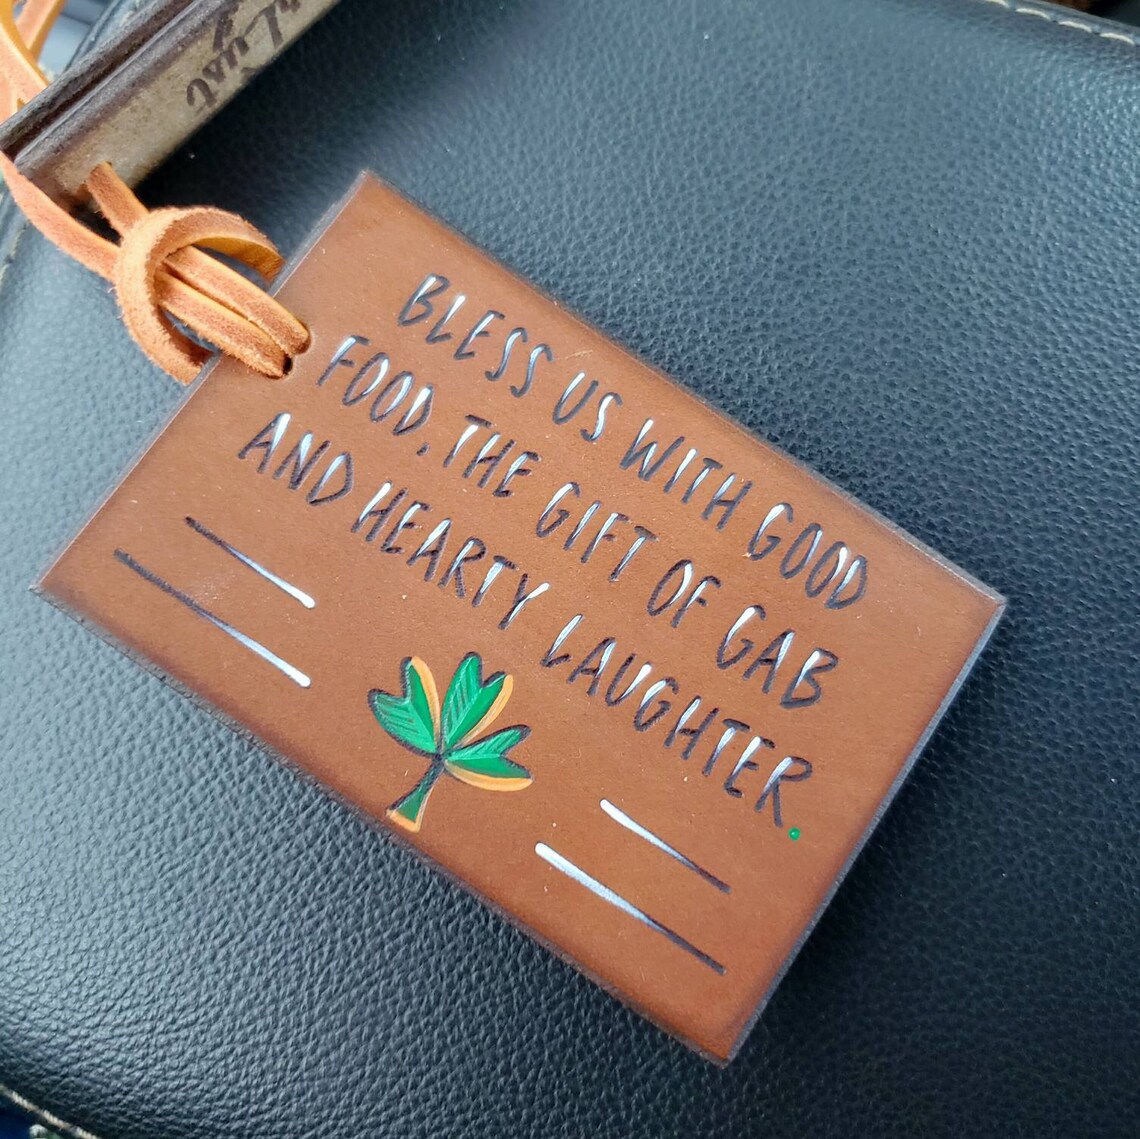 BLESS US WITH GOOD
FOOD, THE GIFT OF GAB
AND HEARTY LAUGHTER.